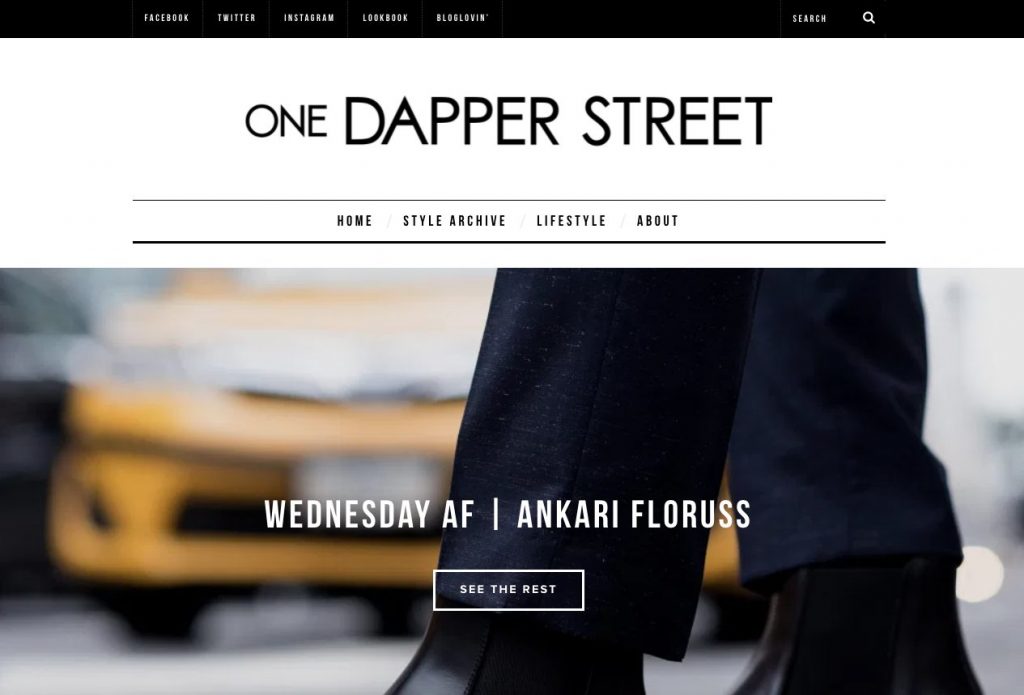 FACEBOOK TWITTER INSTAGRAM LOOKBOOK BLOGLOVIN' SEARCH
ONE DAPPER STREET
HOME / STYLE ARCHIVE / LIFESTYLE / ABOUT
WEDNESDAY AF | ANKARI FLORUSS
SEE THE REST